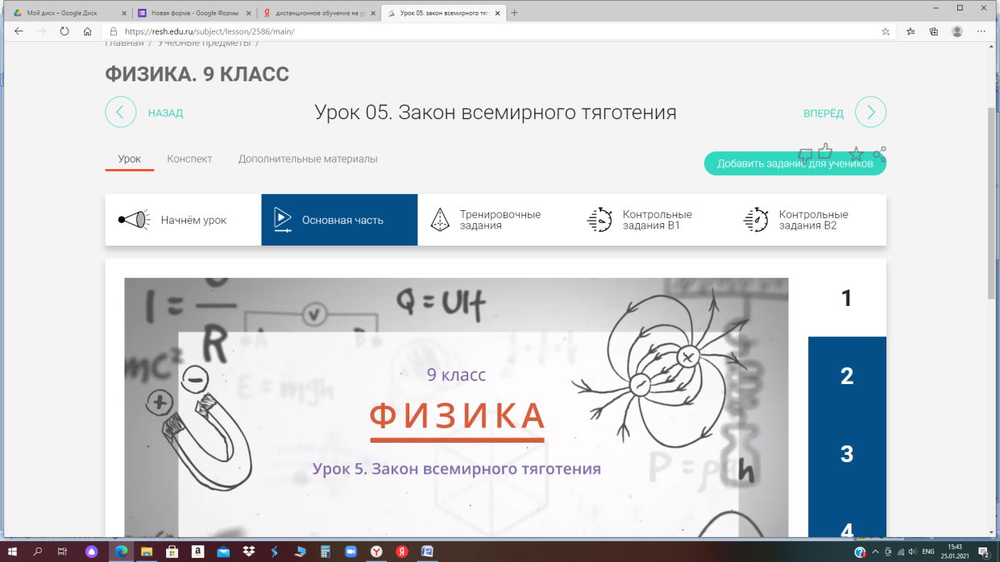 Мой диск – Google Диск
Новая форма - Google Формы
дистанционное обучение на ур
Урок 05. Закон всемирного тяго
https://resh.edu.ru/subject/lesson/2586/main/
Главная / Учебные предметы /
ФИЗИКА. 9 КЛАСС
НАЗАД
Урок 05. Закон всемирного тяготения
ВПЕРЁД
Урок
Конспект
Дополнительные материалы
Добавить задание для учеников
Начнём урок
Основная часть
Тренировочные
задания
Контрольные
задания В1
Контрольные
задания В2
I = U/R
V
A B
Q = UIt
mc²
E = mgh
9 класс
ФИЗИКА
Урок 5. Закон всемирного тяготения
h
1
2
3
4
ENG
15:43
25.01.2021
2